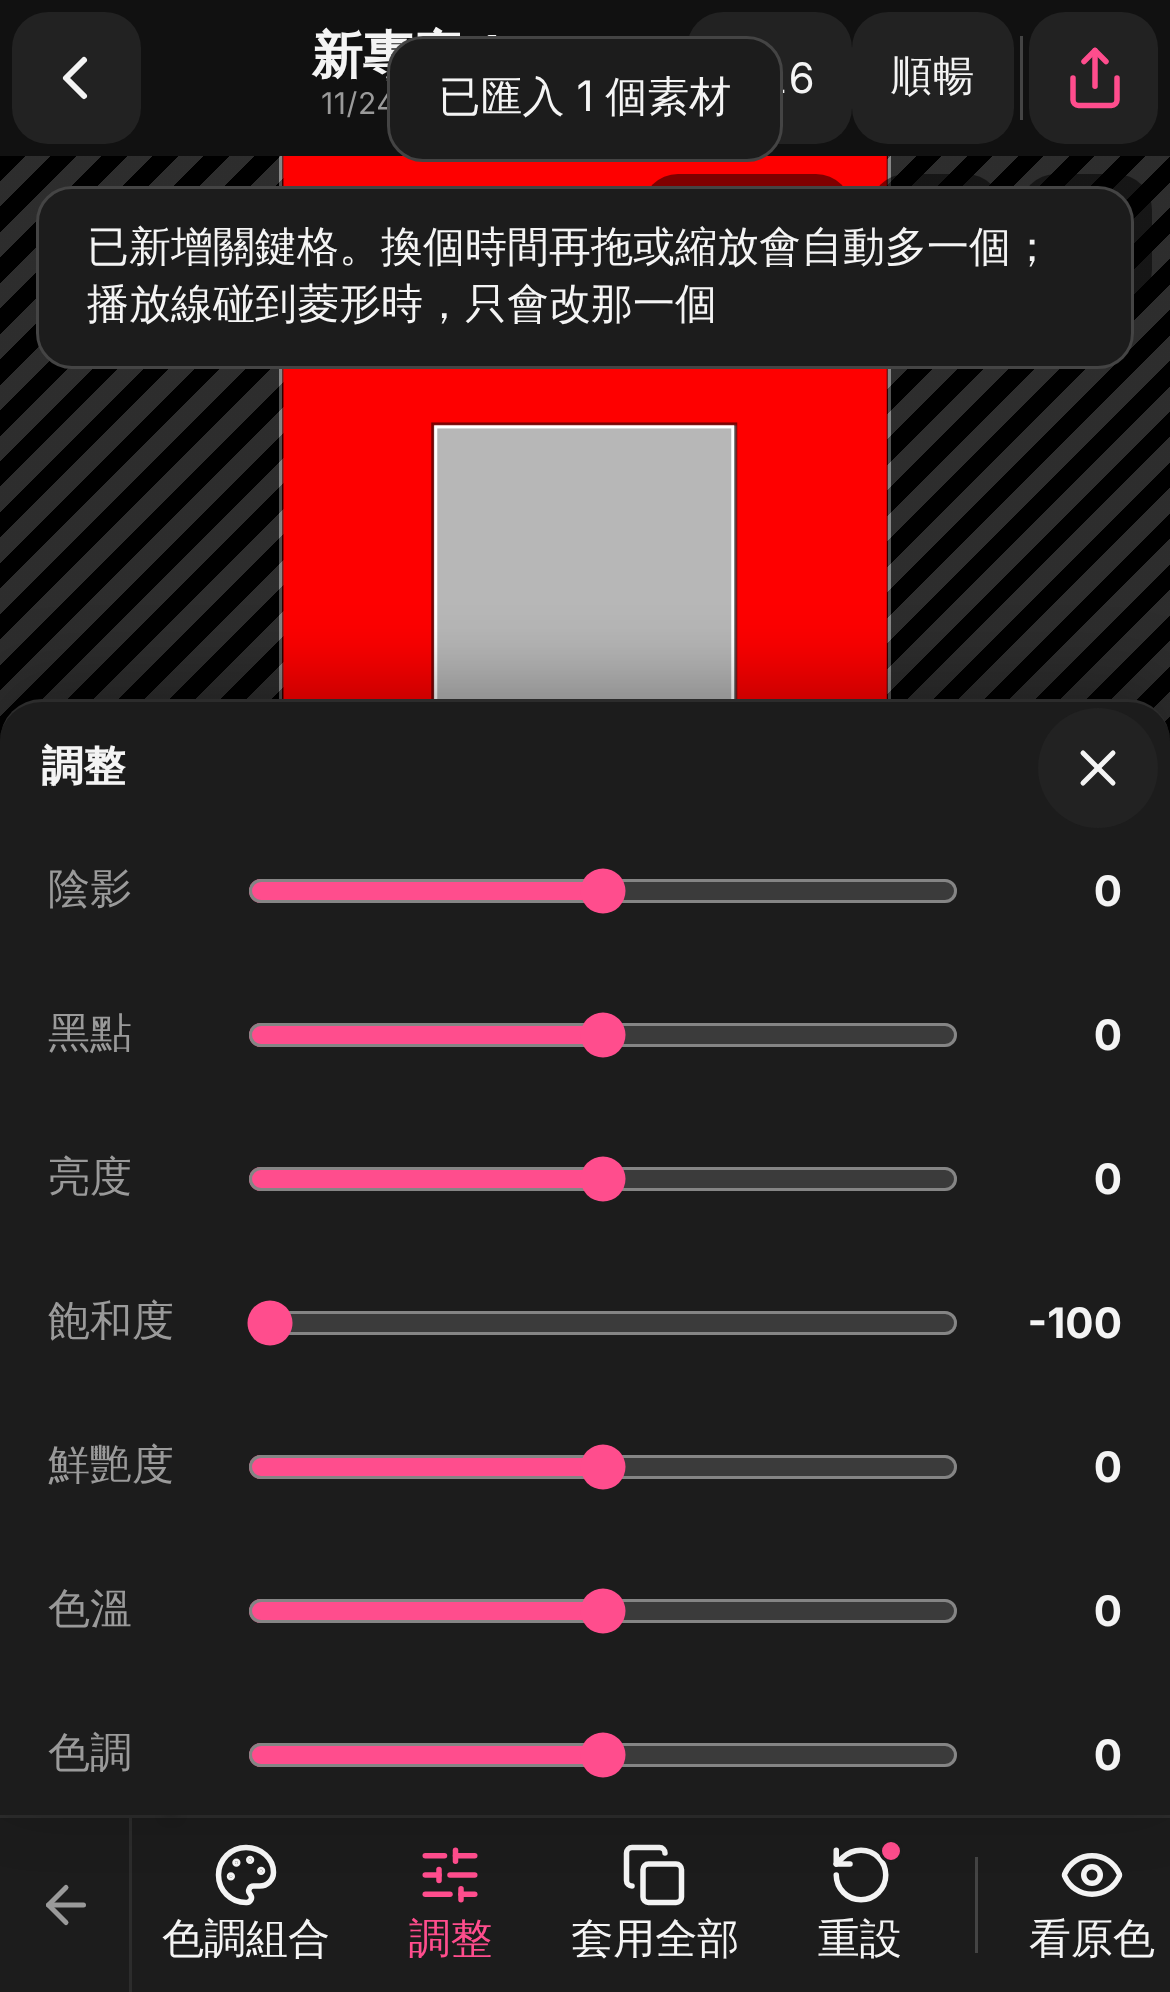 已匯入 1 個素材
順暢
11/24
已新增關鍵格。換個時間再拖或縮放會自動多一個；
播放線碰到菱形時，只會改那一個
調整
陰影 0
黑點 0
亮度 0
飽和度 -100
鮮艷度 0
色溫 0
色調 0
色調組合 調整 套用全部 重設 看原色